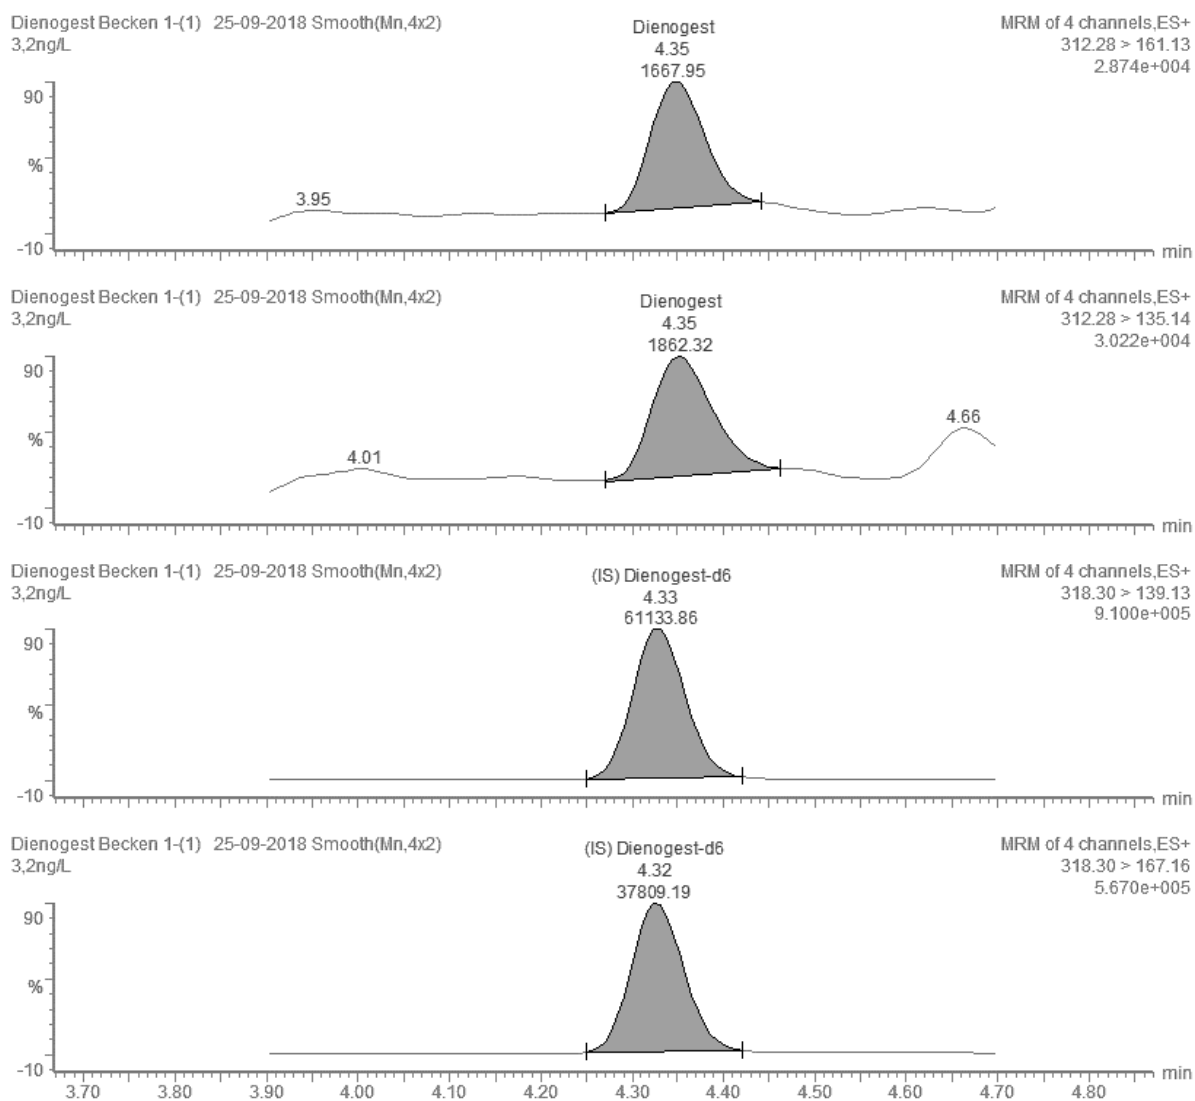 Dienogest Becken 1-(1) 25-09-2018 Smooth(Mn,4x2)
3,2ng/L
Dienogest
4.35
1667.95
MRM of 4 channels,ES+
312.28 > 161.13
2.874e+004
90
%
-10
3.95
min
Dienogest Becken 1-(1) 25-09-2018 Smooth(Mn,4x2)
3,2ng/L
Dienogest
4.35
1862.32
MRM of 4 channels,ES+
312.28 > 135.14
3.022e+004
90
%
-10
4.01
4.66
min
Dienogest Becken 1-(1) 25-09-2018 Smooth(Mn,4x2)
3,2ng/L
(IS) Dienogest-d6
4.33
61133.86
MRM of 4 channels,ES+
318.30 > 139.13
9.100e+005
90
%
-10
min
Dienogest Becken 1-(1) 25-09-2018 Smooth(Mn,4x2)
3,2ng/L
(IS) Dienogest-d6
4.32
37809.19
MRM of 4 channels,ES+
318.30 > 167.16
5.670e+005
90
%
-10
min
3.70 3.80 3.90 4.00 4.10 4.20 4.30 4.40 4.50 4.60 4.70 4.80